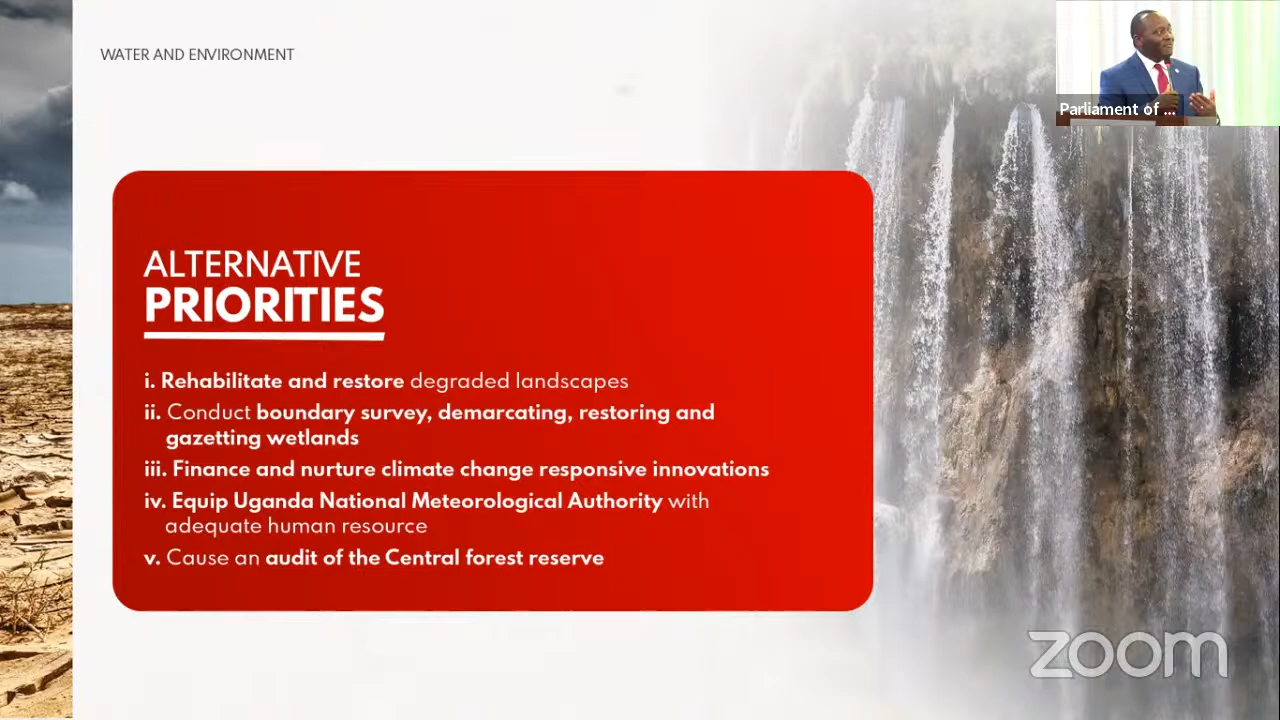 WATER AND ENVIRONMENT
Parliament of ...
ALTERNATIVE
PRIORITIES
i. Rehabilitate and restore degraded landscapes
ii. Conduct boundary survey, demarcating, restoring and
gazetting wetlands
iii. Finance and nurture climate change responsive innovations
iv. Equip Uganda National Meteorological Authority with
adequate human resource
v. Cause an audit of the Central forest reserve
zoom